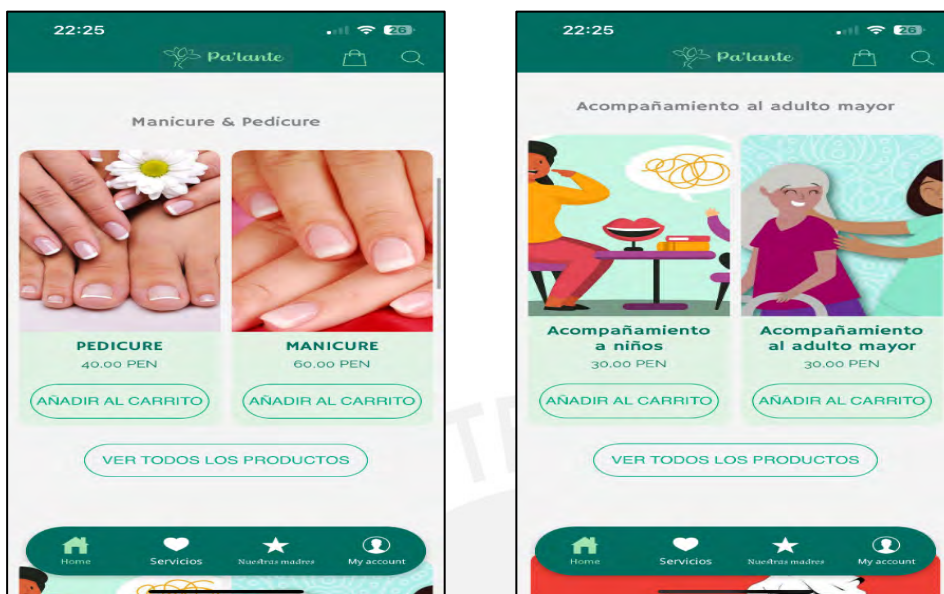 22:25
26
Pa'lante
Manicure & Pedicure
PEDICURE
40.00 PEN
AÑADIR AL CARRITO
MANICURE
60.00 PEN
AÑADIR AL CARRITO
VER TODOS LOS PRODUCTOS
Home
Servicios
Nuestras madres
My account
22:25
26
Pa'lante
Acompañamiento al adulto mayor
Acompañamiento
a niños
30.00 PEN
AÑADIR AL CARRITO
Acompañamiento
al adulto mayor
30.00 PEN
AÑADIR AL CARRITO
VER TODOS LOS PRODUCTOS
Home
Servicios
Nuestras madres
My account